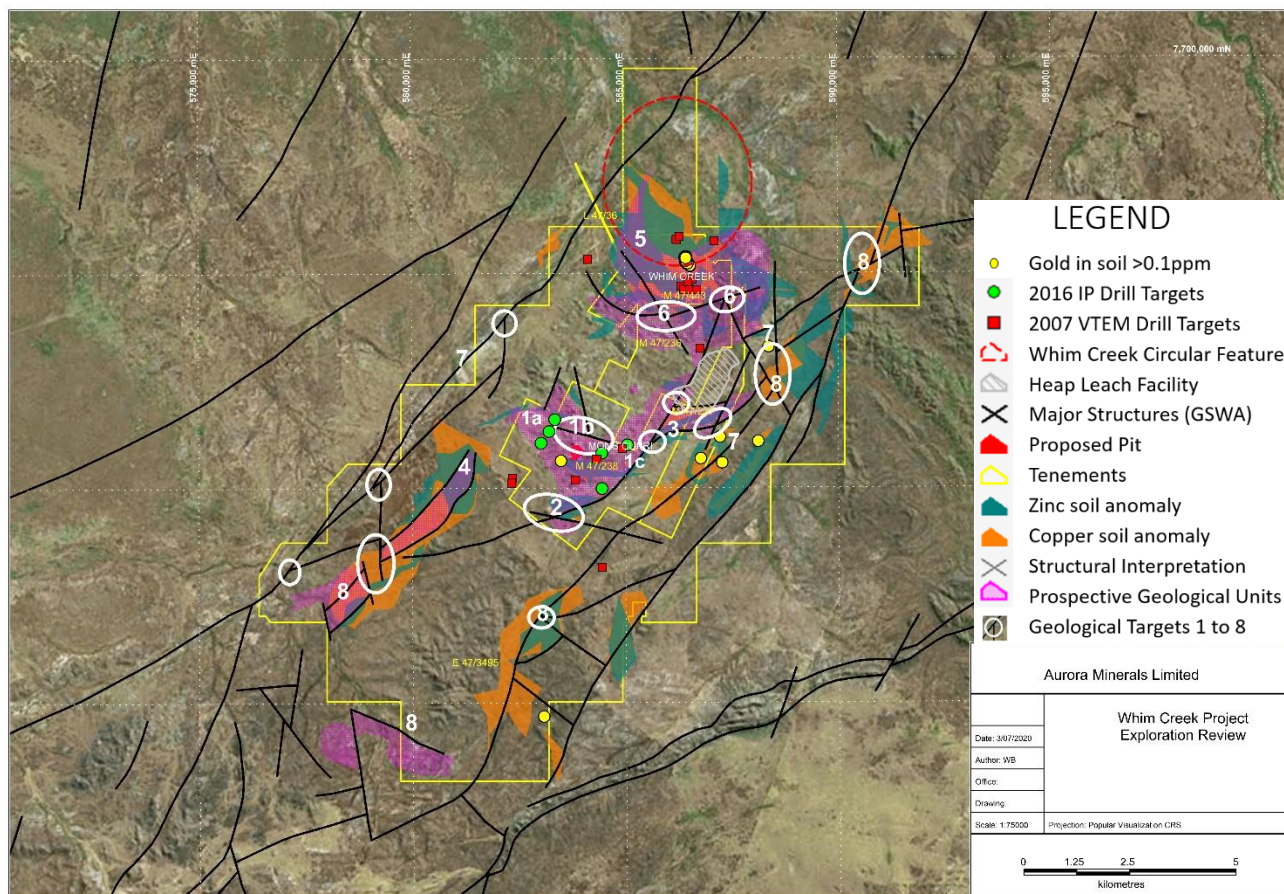 7,700,000 mN
575,000 mE
580,000 mE
585,000 mE
590,000 mE
595,000 mE
L 47/36
5
8
WHIM CREEK
M 47/443
6
6
M 47/236
7
7
8
1a
1b
3
7
MONS CUPRI
1c
M 47/238
4
2
8
8
E 47/3495
8
LEGEND
Gold in soil >0.1ppm
2016 IP Drill Targets
2007 VTEM Drill Targets
Whim Creek Circular Feature
Heap Leach Facility
Major Structures (GSWA)
Proposed Pit
Tenements
Zinc soil anomaly
Copper soil anomaly
Structural Interpretation
Prospective Geological Units
Geological Targets 1 to 8
Aurora Minerals Limited
Whim Creek Project
Exploration Review
Date: 3/07/2020
Author: WB
Office:
Drawing:
Scale: 1:75000
Projection: Popular Visualization CRS
0 1.25 2.5 5
kilometres